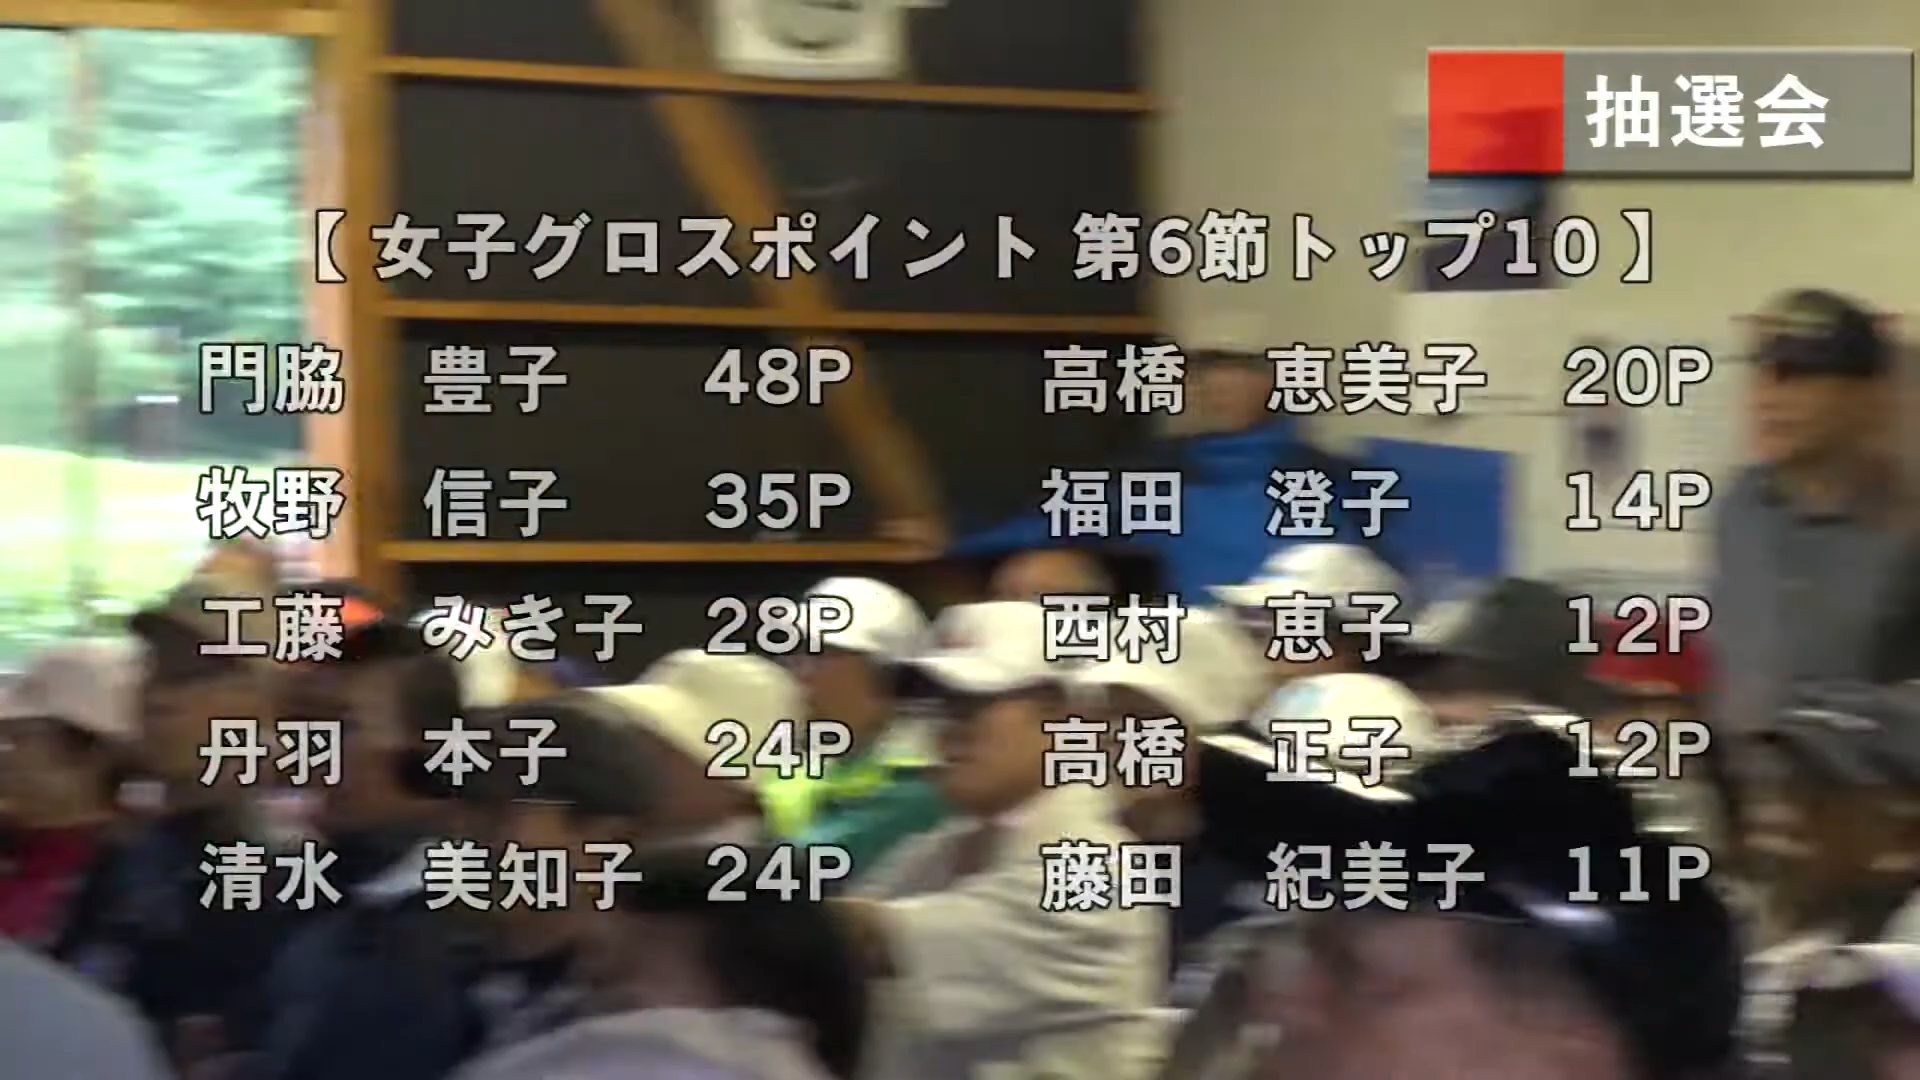 抽選会
【 女子グロスポイント 第6節トップ10 】
門脇 豊子 48P
牧野 信子 35P
工藤 みき子 28P
丹羽 本子 24P
清水 美知子 24P
高橋 恵美子 20P
福田 澄子 14P
西村 恵子 12P
高橋 正子 12P
藤田 紀美子 11P